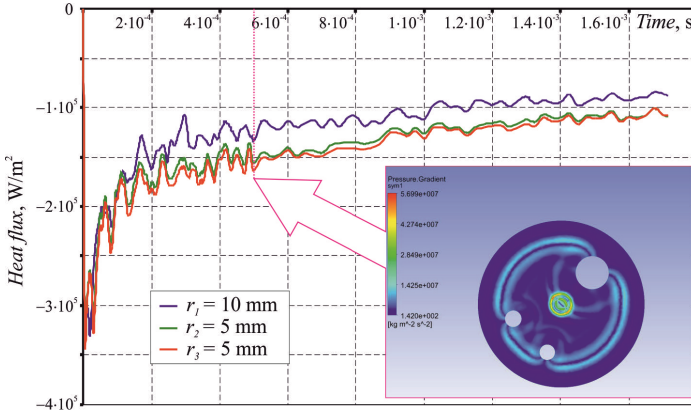 0
2·10⁻⁴
4·10⁻⁴
6·10⁻⁴
8·10⁻⁴
1·10⁻³
1.2·10⁻³
1.4·10⁻³
1.6·10⁻³
Time, s
−1·10⁵
−2·10⁵
−3·10⁵
−4·10⁵
Heat flux, W/m²
r₁ = 10 mm
r₂ = 5 mm
r₃ = 5 mm
Pressure.Gradient
sym1
5.699e+007
4.274e+007
2.849e+007
1.425e+007
1.420e+002
[kg m^-2 s^-2]